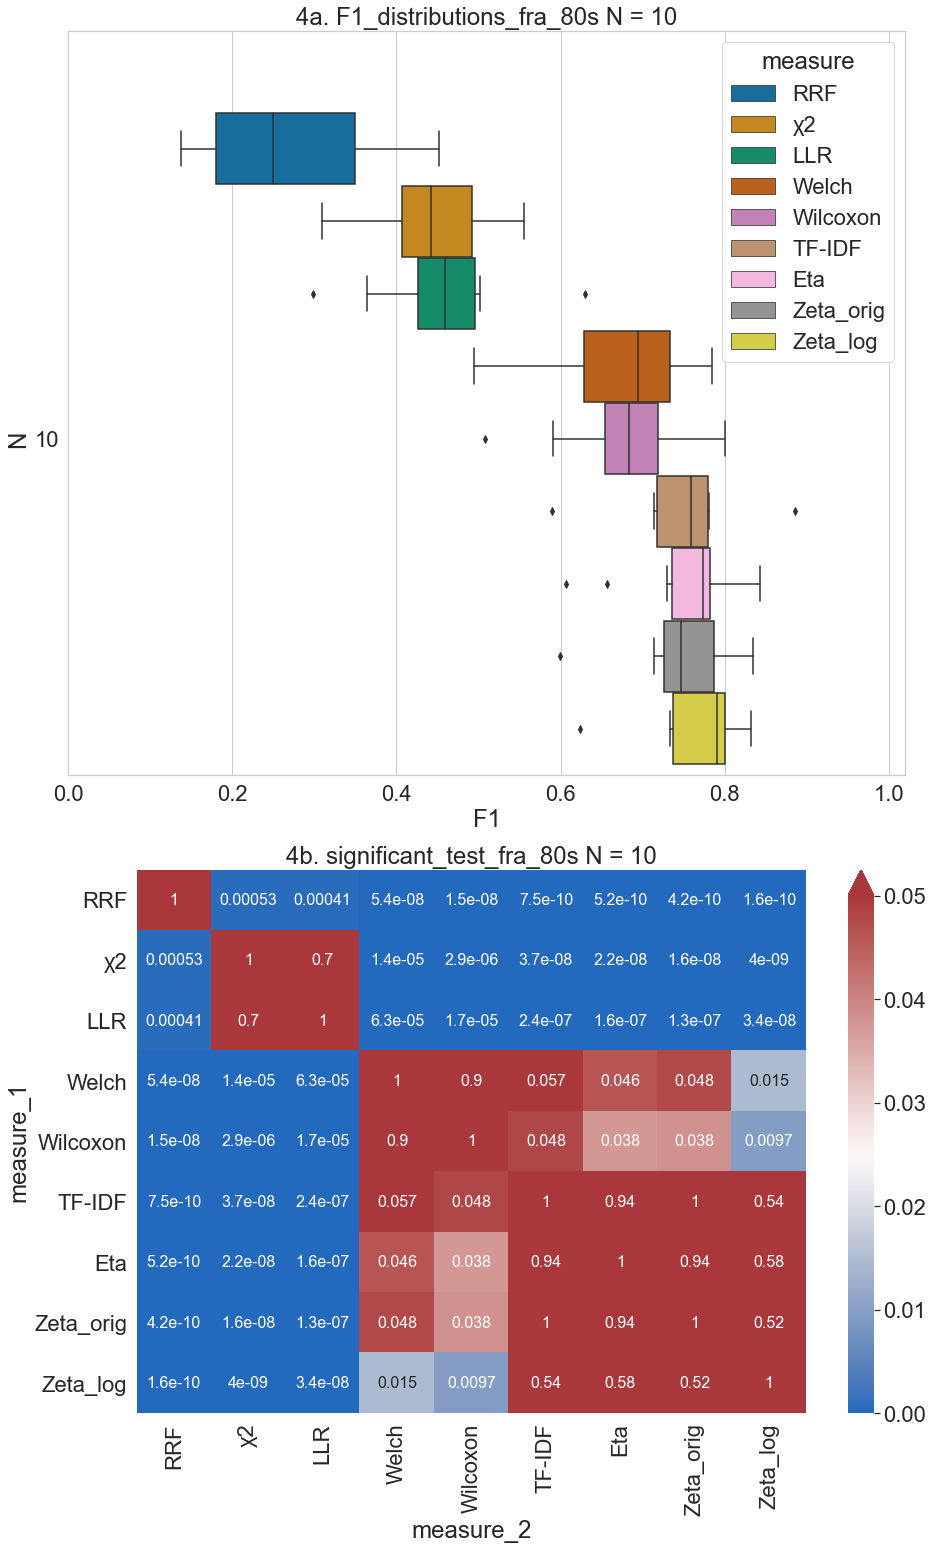 4a. F1_distributions_fra_80s N = 10
measure
RRF
χ2
LLR
Welch
Wilcoxon
TF-IDF
Eta
Zeta_orig
Zeta_log
N
10
0.0 0.2 0.4 0.6 0.8 1.0
F1
4b. significant_test_fra_80s N = 10
RRF 1 0.00053 0.00041 5.4e-08 1.5e-08 7.5e-10 5.2e-10 4.2e-10 1.6e-10
χ2 0.00053 1 0.7 1.4e-05 2.9e-06 3.7e-08 2.2e-08 1.6e-08 4e-09
LLR 0.00041 0.7 1 6.3e-05 1.7e-05 2.4e-07 1.6e-07 1.3e-07 3.4e-08
Welch 5.4e-08 1.4e-05 6.3e-05 1 0.9 0.057 0.046 0.048 0.015
Wilcoxon 1.5e-08 2.9e-06 1.7e-05 0.9 1 0.048 0.038 0.038 0.0097
TF-IDF 7.5e-10 3.7e-08 2.4e-07 0.057 0.048 1 0.94 1 0.54
Eta 5.2e-10 2.2e-08 1.6e-07 0.046 0.038 0.94 1 0.94 0.58
Zeta_orig 4.2e-10 1.6e-08 1.3e-07 0.048 0.038 1 0.94 1 0.52
Zeta_log 1.6e-10 4e-09 3.4e-08 0.015 0.0097 0.54 0.58 0.52 1
measure_1
RRF χ2 LLR Welch Wilcoxon TF-IDF Eta Zeta_orig Zeta_log
measure_2
0.05
0.04
0.03
0.02
0.01
0.00